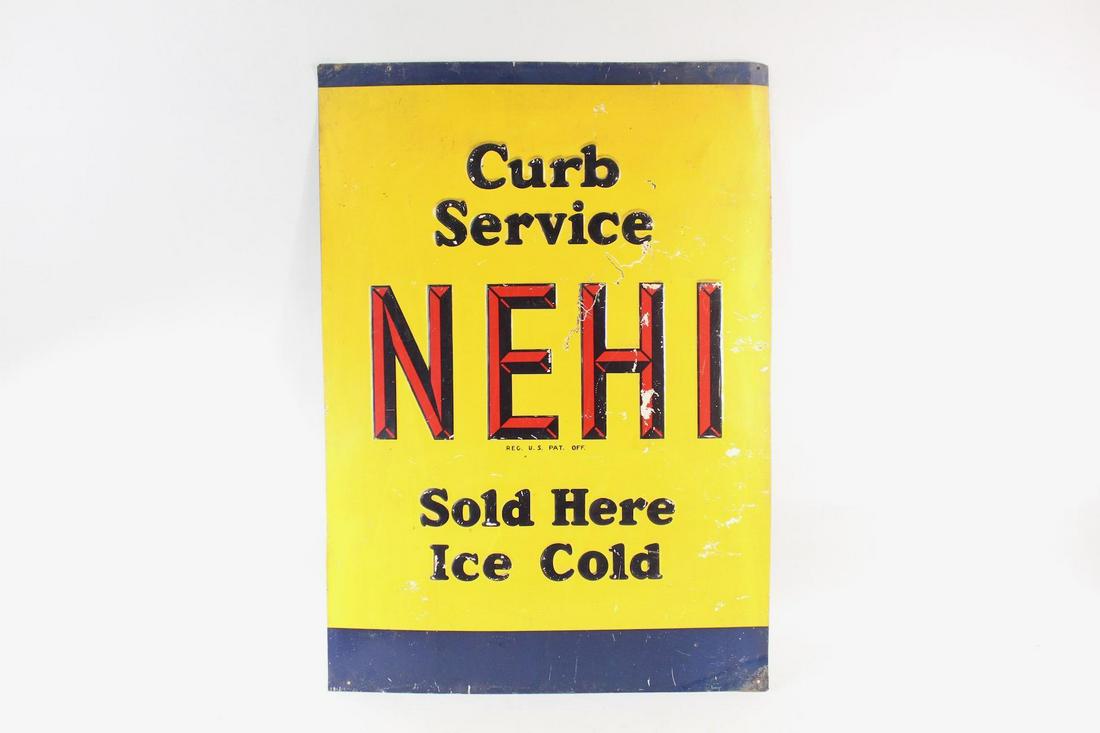 Curb
Service
NEHI
REG. U.S. PAT. OFF.
Sold Here
Ice Cold